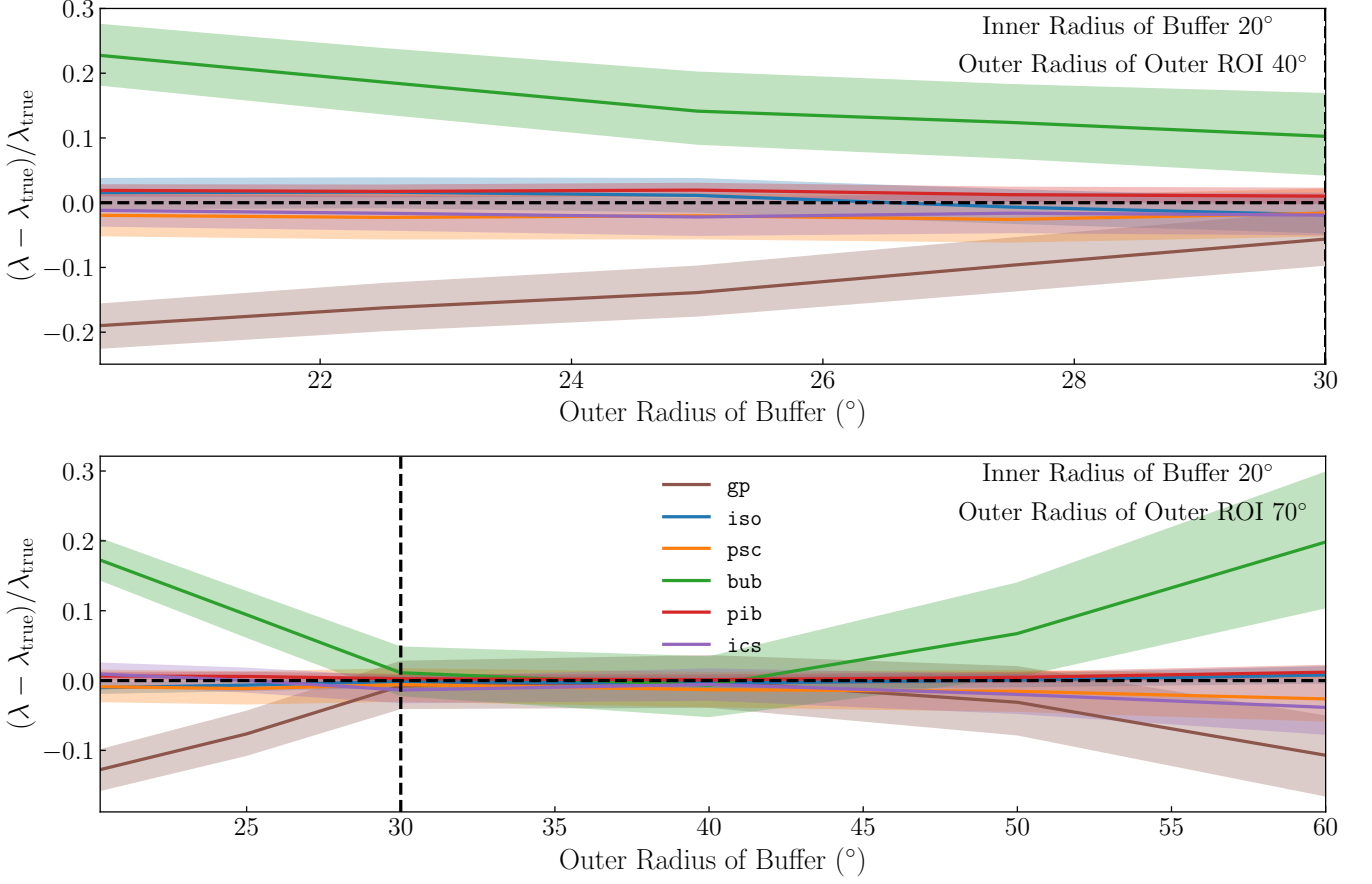 0.3
0.2
0.1
0.0
−0.1
−0.2
(λ − λtrue)/λtrue
Inner Radius of Buffer 20°
Outer Radius of Outer ROI 40°
22 24 26 28 30
Outer Radius of Buffer (°)
0.3
0.2
0.1
0.0
−0.1
(λ − λtrue)/λtrue
Inner Radius of Buffer 20°
Outer Radius of Outer ROI 70°
gp
iso
psc
bub
pib
ics
25 30 35 40 45 50 55 60
Outer Radius of Buffer (°)